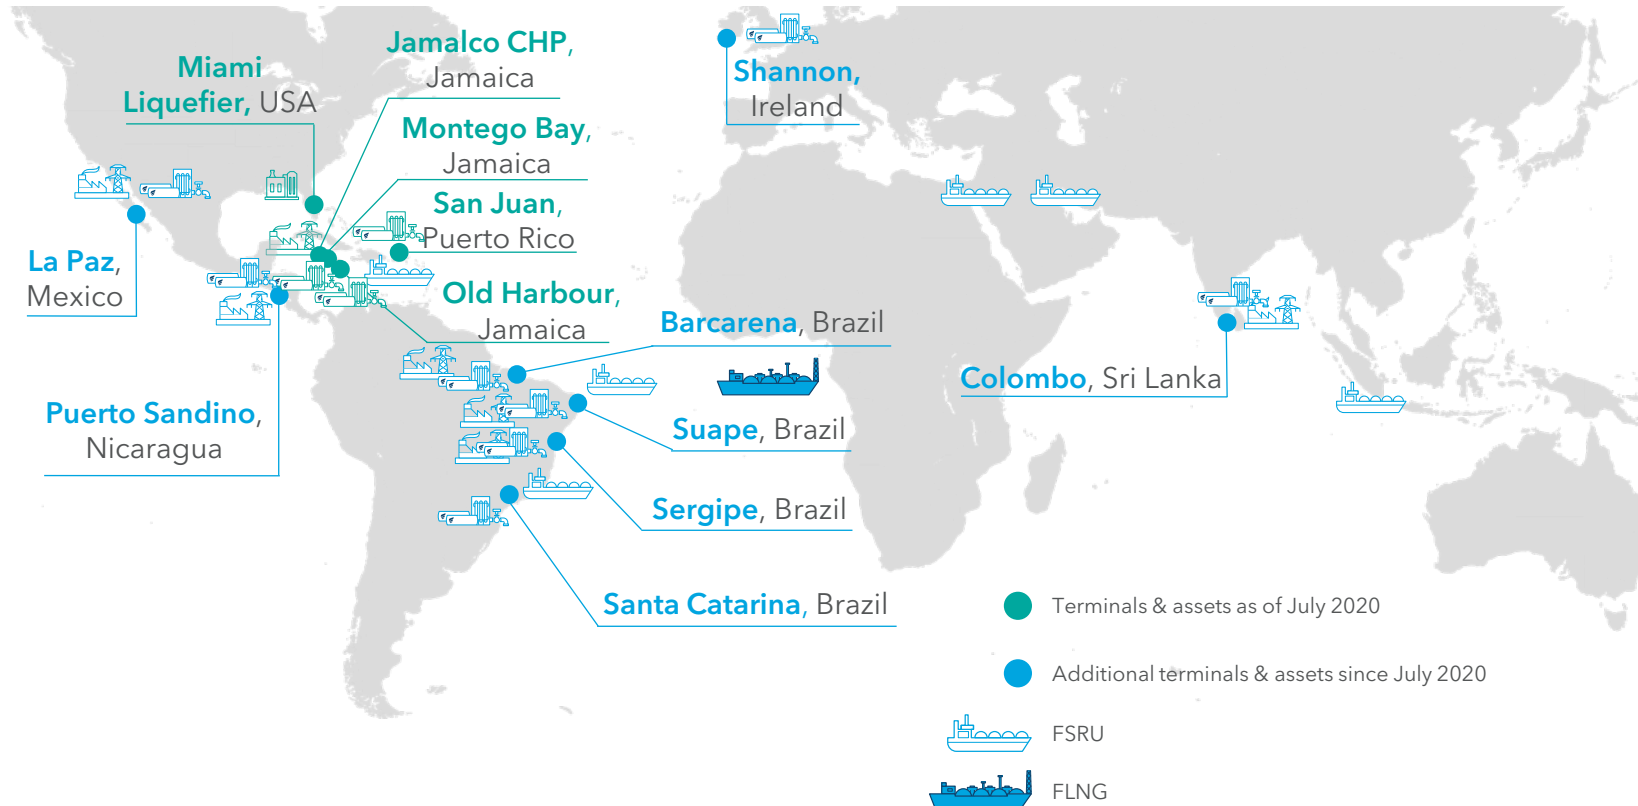 Jamalco CHP,
Jamaica
Miami
Liquefier, USA
Montego Bay,
Jamaica
San Juan,
Puerto Rico
Shannon,
Ireland
La Paz,
Mexico
Old Harbour,
Jamaica
Barcarena, Brazil
Colombo, Sri Lanka
Puerto Sandino,
Nicaragua
Suape, Brazil
Sergipe, Brazil
Santa Catarina, Brazil
Terminals & assets as of July 2020
Additional terminals & assets since July 2020
FSRU
FLNG